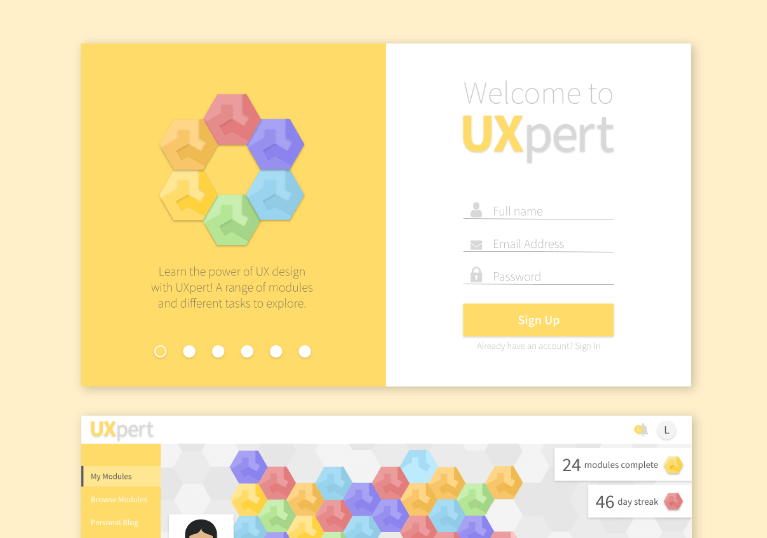 Welcome to
UXpert
Full name
Email Address
Password
Sign Up
Already have an account? Sign In
Learn the power of UX design
with UXpert! A range of modules
and different tasks to explore.
UXpert
L
My Modules
Browse Modules
Personal Blog
24 modules complete
46 day streak